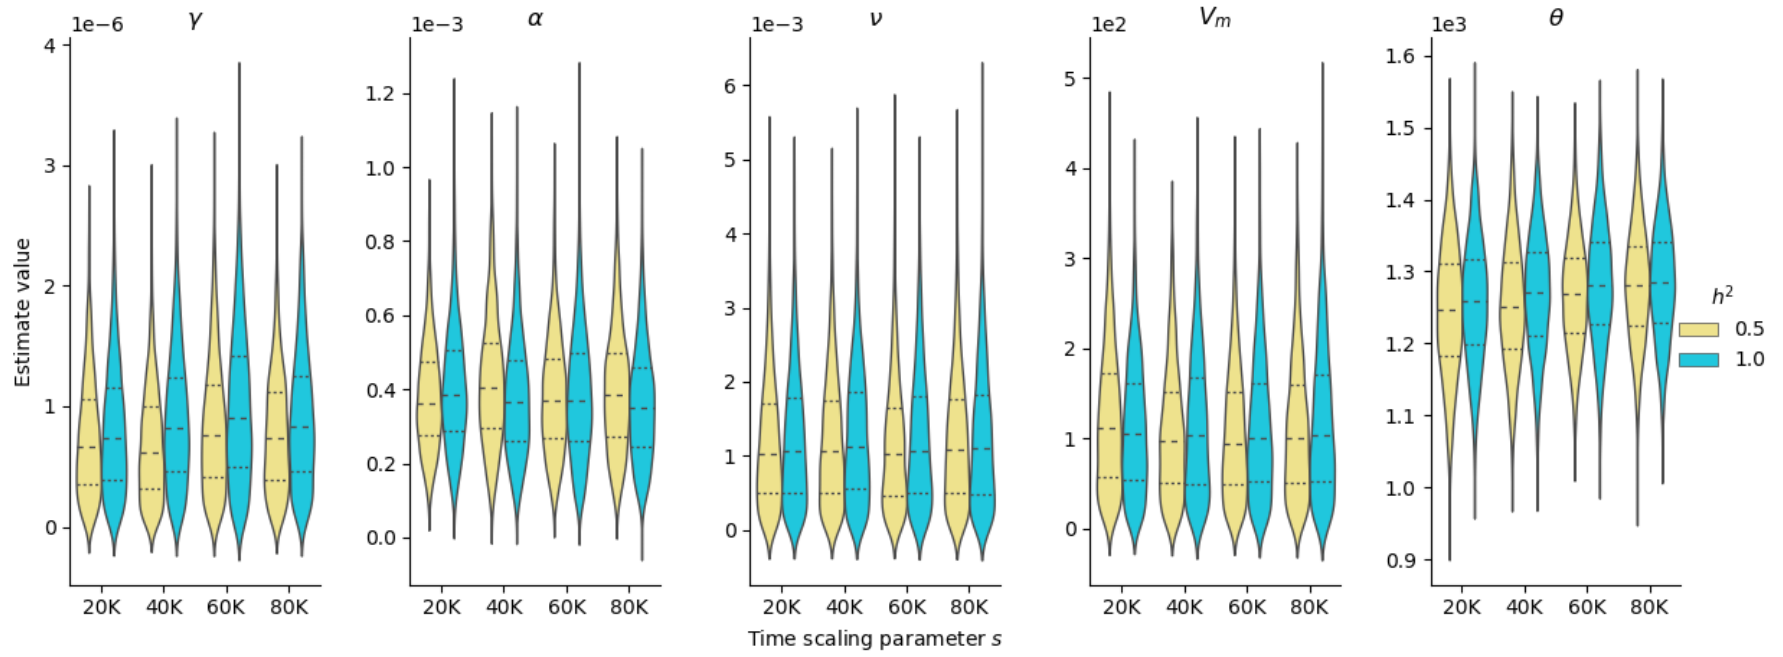 1e−6
γ
1e−3
α
1e−3
ν
1e2
V_m
1e3
θ
Estimate value
4
3
2
1
0
1.2
1.0
0.8
0.6
0.4
0.2
0.0
6
5
4
3
2
1
0
5
4
3
2
1
0
1.6
1.5
1.4
1.3
1.2
1.1
1.0
0.9
h²
0.5
1.0
20K 40K 60K 80K
20K 40K 60K 80K
20K 40K 60K 80K
20K 40K 60K 80K
20K 40K 60K 80K
Time scaling parameter s